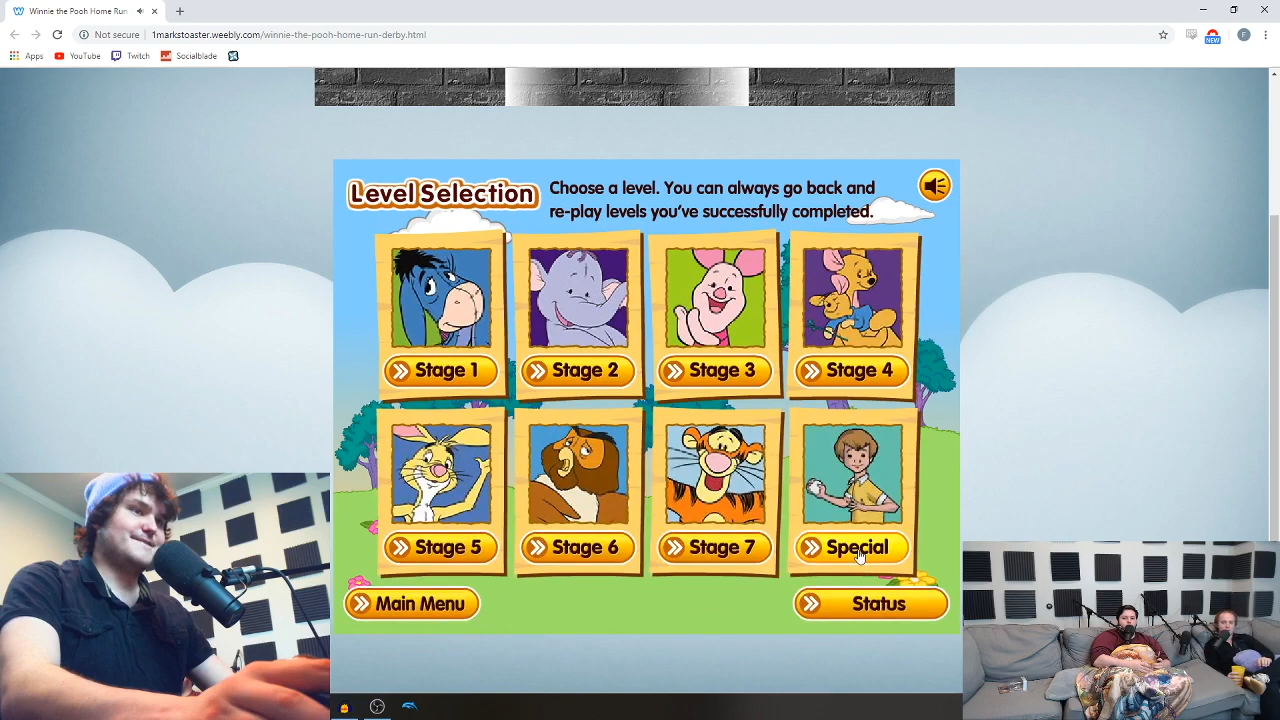 Winnie the Pooh Home Run
Not secure
1markstoaster.weebly.com/winnie-the-pooh-home-run-derby.html
NEW
F
Apps
YouTube
Twitch
Socialblade
Level Selection
Choose a level. You can always go back and
re-play levels you've successfully completed.
Stage 1
Stage 2
Stage 3
Stage 4
Stage 5
Stage 6
Stage 7
Special
Main Menu
Status